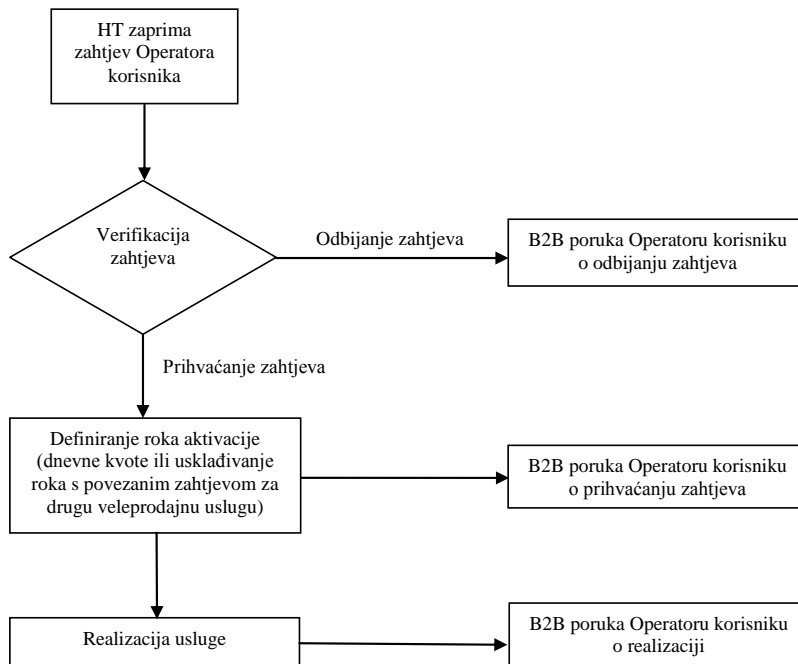 HT zaprima
zahtjev Operatora
korisnika
Verifikacija
zahtjeva
Odbijanje zahtjeva
B2B poruka Operatoru korisniku
o odbijanju zahtjeva
Prihvaćanje zahtjeva
Definiranje roka aktivacije
(dnevne kvote ili usklađivanje
roka s povezanim zahtjevom za
drugu veleprodajnu uslugu)
B2B poruka Operatoru korisniku
o prihvaćanju zahtjeva
Realizacija usluge
B2B poruka Operatoru korisniku
o realizaciji